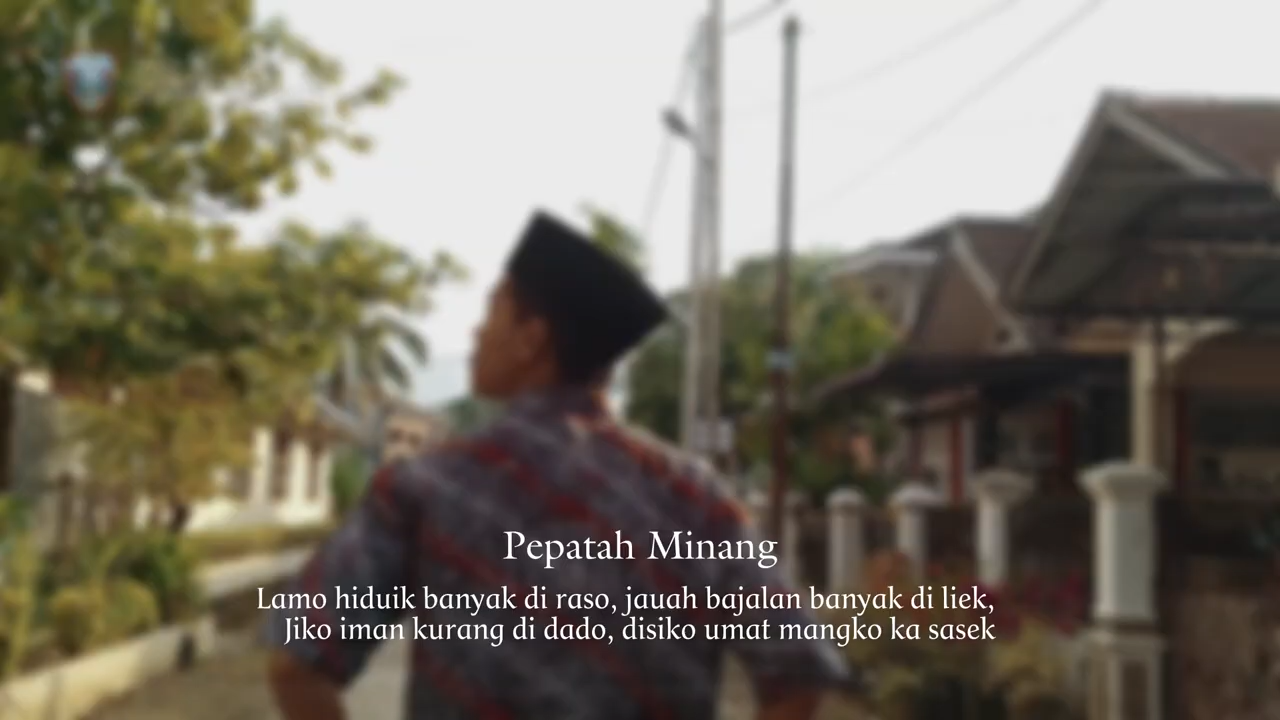 Pepatah Minang
Lamo hiduik banyak di raso, jauah bajalan banyak di liek,
Jiko iman kurang di dado, disiko umat mangko ka sasek